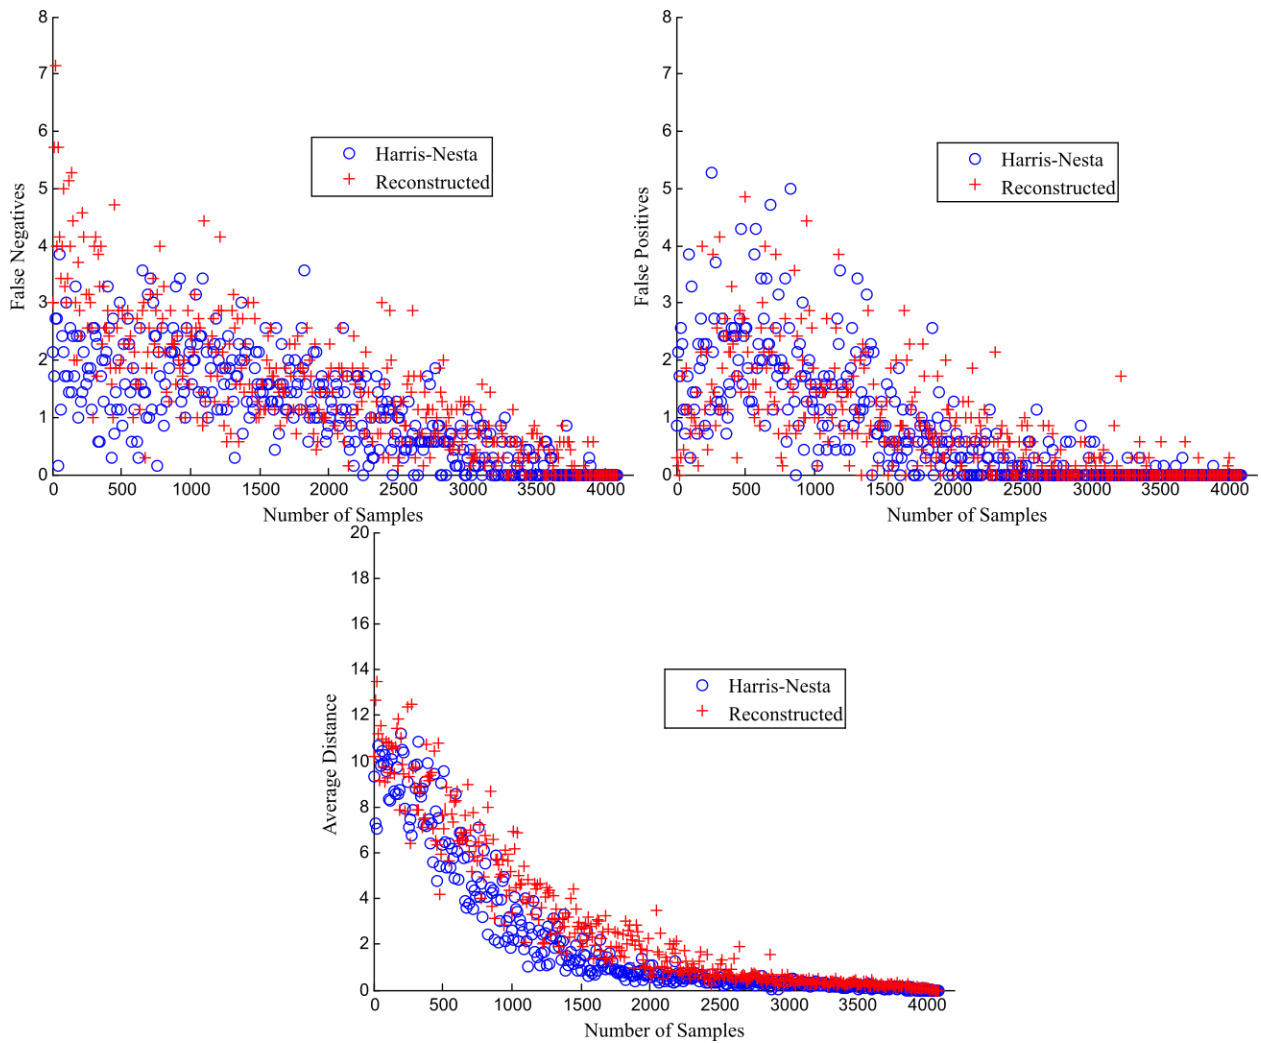 8
7
6
5
4
3
2
1
0
False Negatives
Harris-Nesta
Reconstructed
0 500 1000 1500 2000 2500 3000 3500 4000
Number of Samples
8
7
6
5
4
3
2
1
0
False Positives
Harris-Nesta
Reconstructed
0 500 1000 1500 2000 2500 3000 3500 4000
Number of Samples
20
18
16
14
12
10
8
6
4
2
0
Average Distance
Harris-Nesta
Reconstructed
0 500 1000 1500 2000 2500 3000 3500 4000
Number of Samples